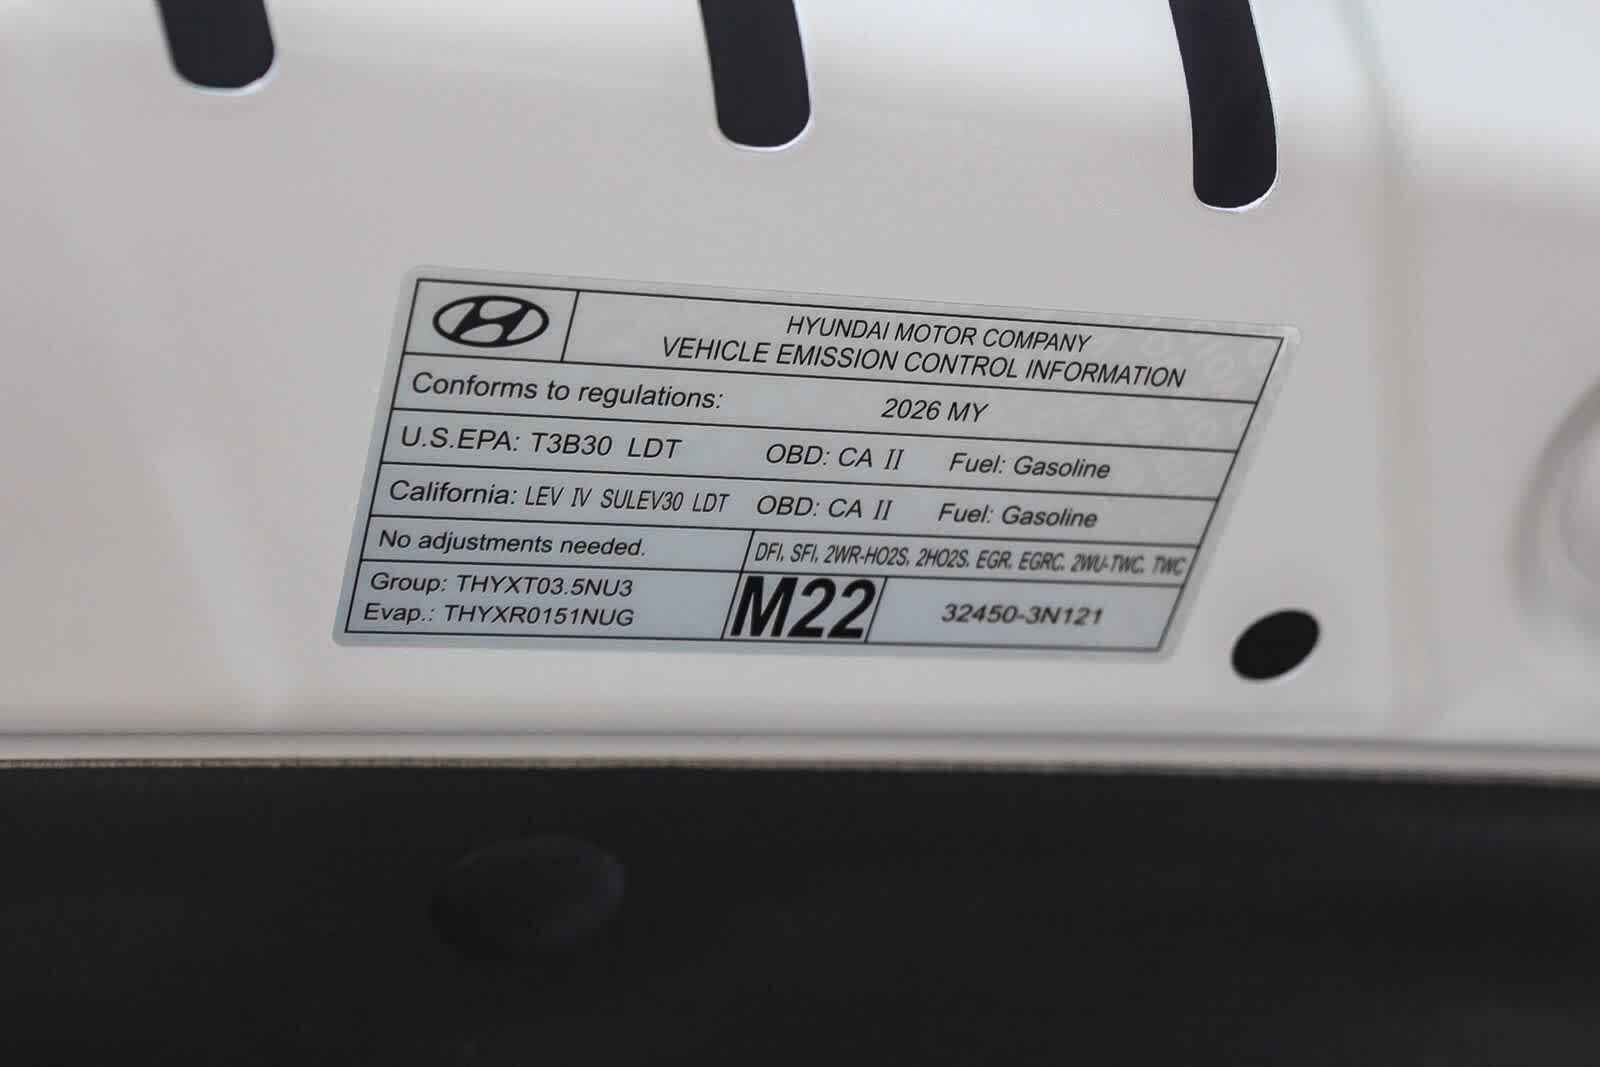 HYUNDAI MOTOR COMPANY
VEHICLE EMISSION CONTROL INFORMATION
Conforms to regulations: 2026 MY
U.S.EPA: T3B30 LDT OBD: CA II Fuel: Gasoline
California: LEV IV SULEV30 LDT OBD: CA II Fuel: Gasoline
No adjustments needed.
DFI, SFI, 2WR-HO2S, 2HO2S, EGR, EGRC, 2WU-TWC, TWC
Group: THYXT03.5NU3
Evap.: THYXR0151NUG
M22
32450-3N121